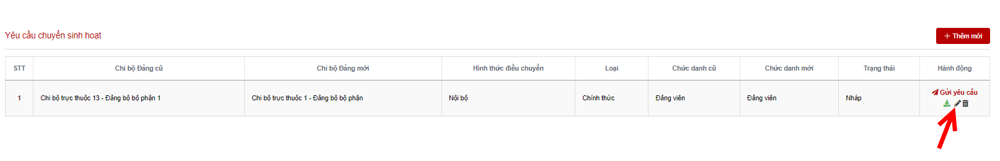 Yêu cầu chuyển sinh hoạt
+ Thêm mới
STT Chi bộ Đảng cũ Chi bộ Đảng mới Hình thức điều chuyển Loại Chức danh cũ Chức danh mới Trạng thái Hành động
1 Chi bộ trực thuộc 13 - Đảng bộ bộ phận 1 Chi bộ trực thuộc 1 - Đảng bộ bộ phận Nội bộ Chính thức Đảng viên Đảng viên Nháp Gửi yêu cầu